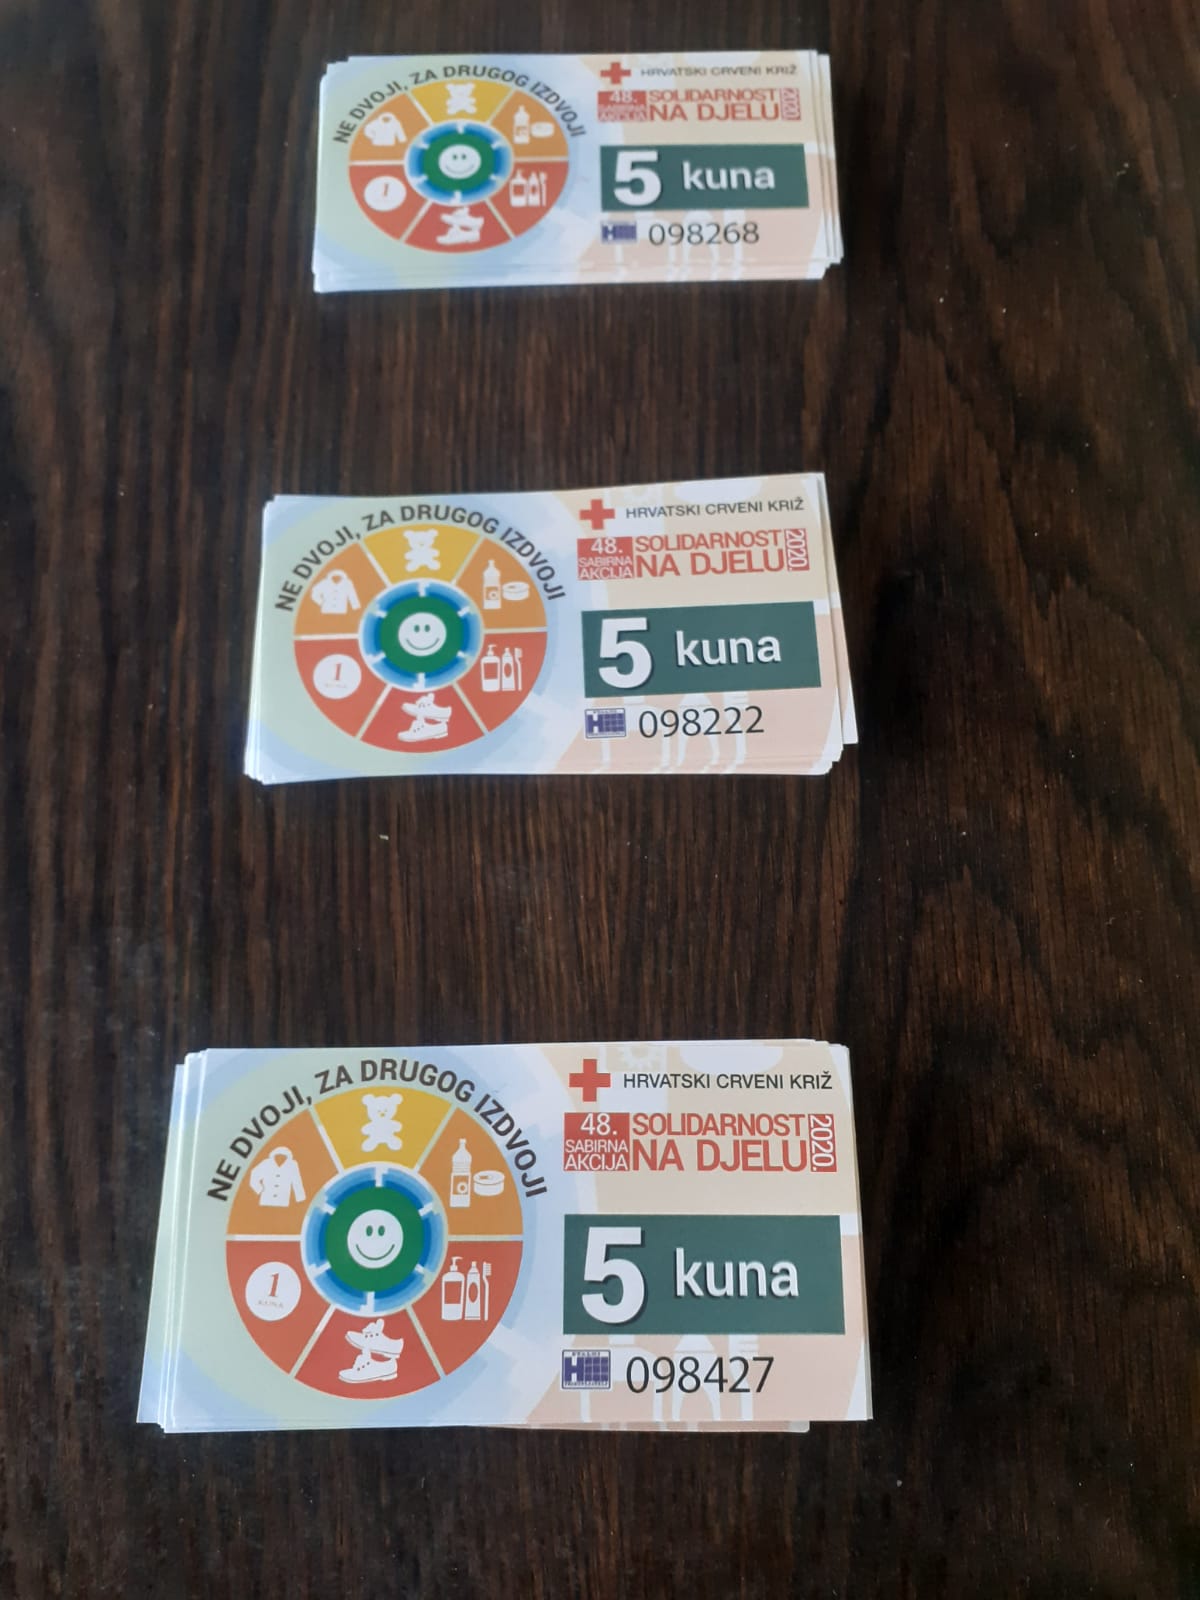 NE DVOJI, ZA DRUGOG IZDVOJI
1
HRVATSKI CRVENI KRIŽ
48. SABIRNA AKCIJA
SOLIDARNOST
NA DJELU
2020.
5 kuna
H 098268
NE DVOJI, ZA DRUGOG IZDVOJI
1
HRVATSKI CRVENI KRIŽ
48. SABIRNA AKCIJA
SOLIDARNOST
NA DJELU
2020.
5 kuna
H 098222
NE DVOJI, ZA DRUGOG IZDVOJI
1
KUNA
HRVATSKI CRVENI KRIŽ
48. SABIRNA AKCIJA
SOLIDARNOST
NA DJELU
2020.
5 kuna
H 098427